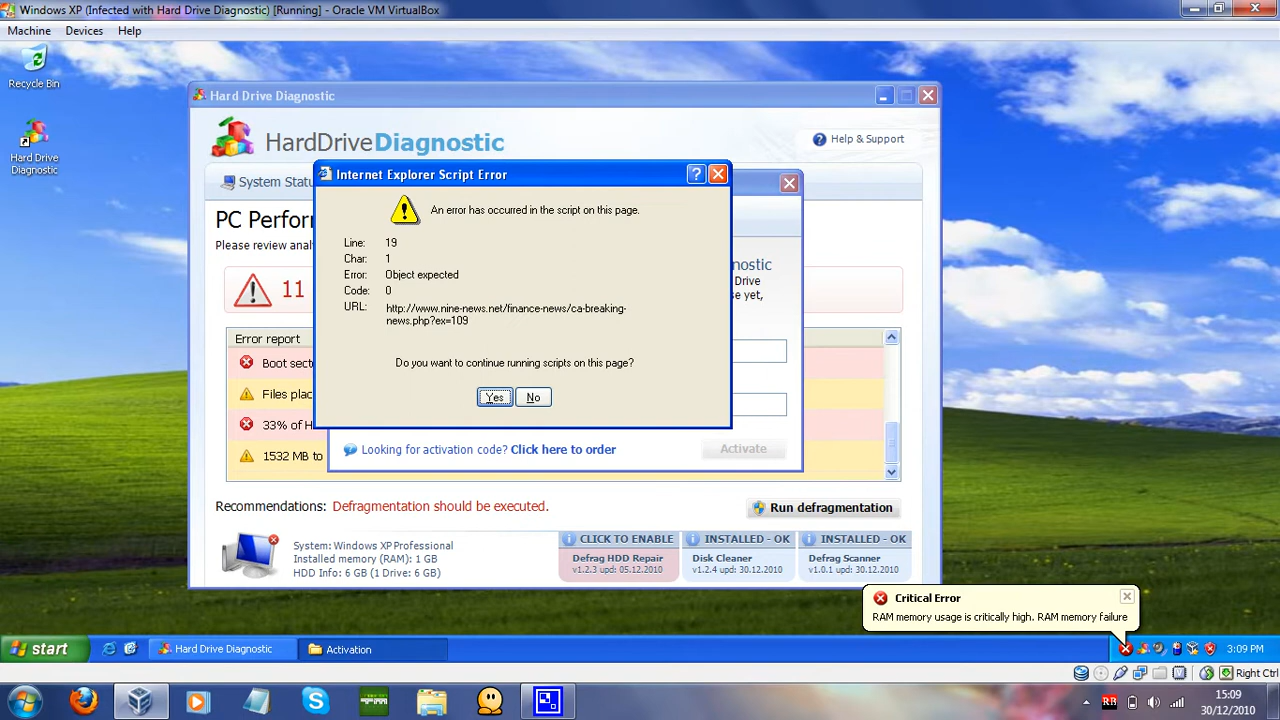 Windows XP (Infected with Hard Drive Diagnostic) [Running] - Oracle VM VirtualBox
Machine Devices Help
Recycle Bin
Hard Drive
Diagnostic
Hard Drive Diagnostic
HardDriveDiagnostic
Help & Support
System Statu
PC Perform
Please review anal
11
Error report
Boot sect
Files plac
33% of H
1532 MB to
Internet Explorer Script Error
An error has occurred in the script on this page.
Line: 19
Char: 1
Error: Object expected
Code: 0
URL: http://www.nine-news.net/finance-news/ca-breaking-
news.php?ex=109
Do you want to continue running scripts on this page?
Yes No
nostic
Drive
se yet,
Looking for activation code? Click here to order
Activate
Recommendations: Defragmentation should be executed.
Run defragmentation
System: Windows XP Professional
Installed memory (RAM): 1 GB
HDD Info: 6 GB (1 Drive: 6 GB)
CLICK TO ENABLE
Defrag HDD Repair
v1.2.3 upd: 05.12.2010
INSTALLED - OK
Disk Cleaner
v1.2.4 upd: 30.12.2010
INSTALLED - OK
Defrag Scanner
v1.0.1 upd: 30.12.2010
Critical Error
RAM memory usage is critically high. RAM memory failure
start
Hard Drive Diagnostic
Activation
3:09 PM
Right Ctrl
RB
15:09
30/12/2010